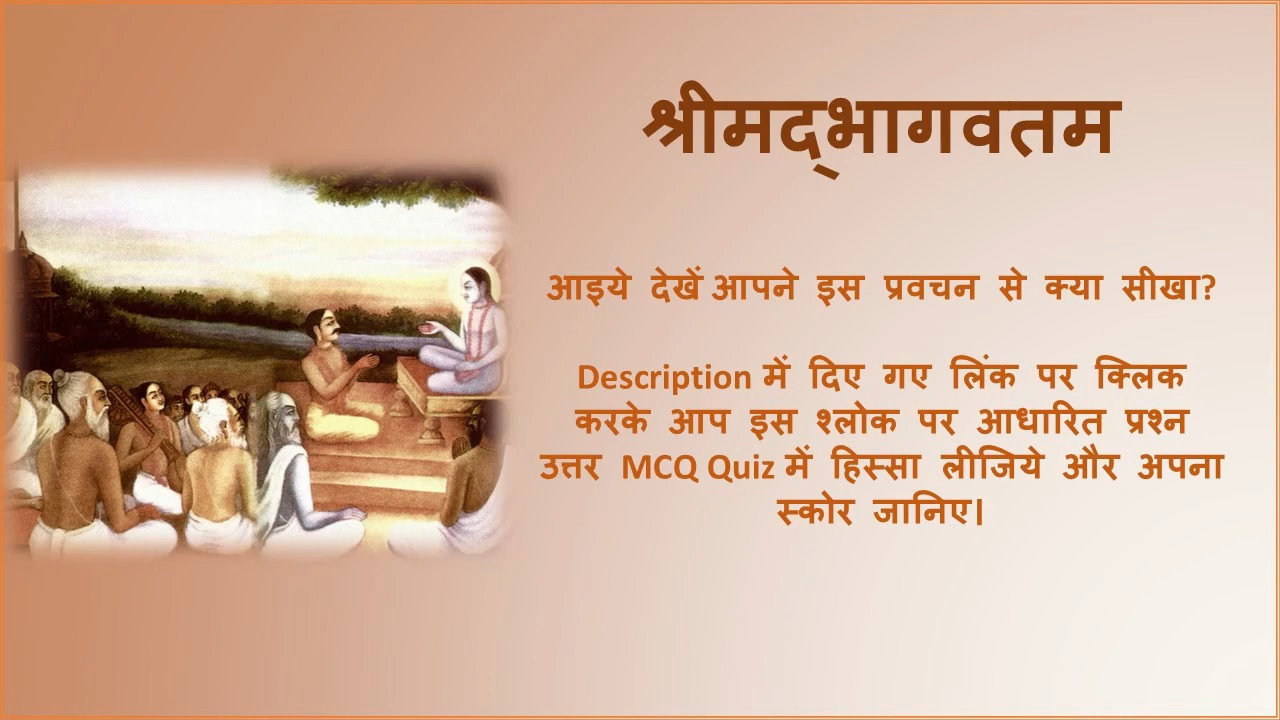 श्रीमद्‌भागवतम
आइये देखें आपने इस प्रवचन से क्या सीखा?
Description में दिए गए लिंक पर क्लिक
करके आप इस श्लोक पर आधारित प्रश्न
उत्तर MCQ Quiz में हिस्सा लीजिये और अपना
स्कोर जानिए।